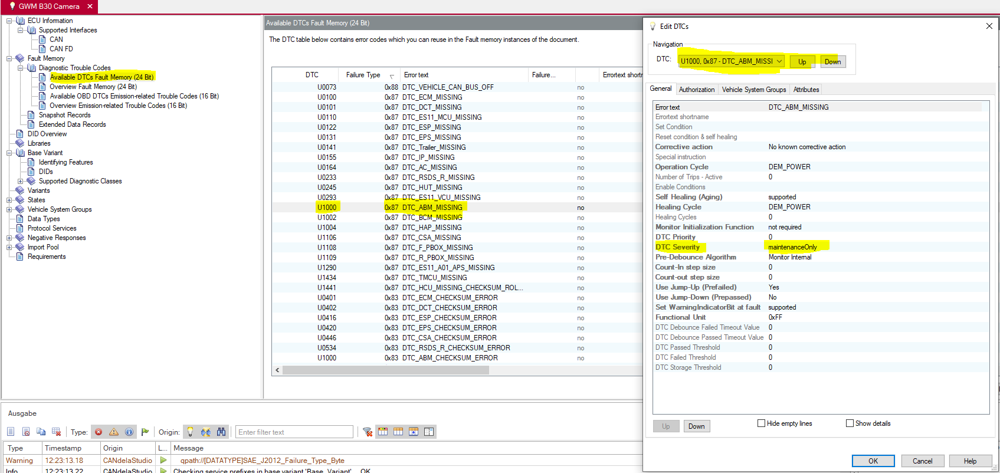 GWM B30 Camera ✕
ECU Information
Supported Interfaces
CAN
CAN FD
Fault Memory
Diagnostic Trouble Codes
Available DTCs Fault Memory (24 Bit)
Overview Fault Memory (24 Bit)
Available OBD DTCs Emission-related Trouble Codes (16 Bit)
Overview Emission-related Trouble Codes (16 Bit)
Snapshot Records
Extended Data Records
DID Overview
Libraries
Base Variant
Identifying Features
DIDs
Supported Diagnostic Classes
Variants
States
Vehicle System Groups
Data Types
Protocol Services
Negative Responses
Import Pool
Requirements
Available DTCs Fault Memory (24 Bit)
The DTC table below contains error codes which you can reuse in the Fault memory instances of the document.
DTC Failure Type Error text Failure... Errortext shortn
U0073 0x88 DTC_VEHICLE_CAN_BUS_OFF no
U0100 0x87 DTC_ECM_MISSING no
U0101 0x87 DTC_DCT_MISSING no
U0110 0x87 DTC_ES11_MCU_MISSING no
U0122 0x87 DTC_ESP_MISSING no
U0131 0x87 DTC_EPS_MISSING no
U0141 0x87 DTC_Trailer_MISSING no
U0155 0x87 DTC_IP_MISSING no
U0164 0x87 DTC_AC_MISSING no
U0233 0x87 DTC_RSDS_R_MISSING no
U0245 0x87 DTC_HUT_MISSING no
U0293 0x87 DTC_ES11_VCU_MISSING no
U1000 0x87 DTC_ABM_MISSING no
U1002 0x87 DTC_BCM_MISSING no
U1004 0x87 DTC_HAP_MISSING no
U1106 0x87 DTC_CSA_MISSING no
U1108 0x87 DTC_F_PBOX_MISSING no
U1109 0x87 DTC_R_PBOX_MISSING no
U1290 0x87 DTC_ES11_A01_APS_MISSING no
U1434 0x87 DTC_TMCU_MISSING no
U1441 0x87 DTC_HCU_MISSING_CHECKSUM_ROL... no
U0401 0x83 DTC_ECM_CHECKSUM_ERROR no
U0402 0x83 DTC_DCT_CHECKSUM_ERROR no
U0416 0x83 DTC_ESP_CHECKSUM_ERROR no
U0420 0x83 DTC_EPS_CHECKSUM_ERROR no
U0446 0x83 DTC_CSA_CHECKSUM_ERROR no
U0534 0x83 DTC_RSDS_R_CHECKSUM_ERROR no
U1000 0x83 DTC_ABM_CHECKSUM_ERROR no
Edit DTCs
Navigation
DTC: U1000, 0x87 - DTC_ABM_MISSI Up Down
General Authorization Vehicle System Groups Attributes
Error text DTC_ABM_MISSING
Errortext shortname
Set Condition
Reset condition & self healing
Corrective action No known corrective action
Special instruction
Operation Cycle DEM_POWER
Number of Trips - Active 0
Enable Conditions
Self Healing (Aging) supported
Healing Cycle DEM_POWER
Healing Cycles 0
Monitor Initialization Function not required
DTC Priority 0
DTC Severity maintenanceOnly
Pre-Debounce Algorithm Monitor Internal
Count-In step size 0
Count-out step size 0
Use Jump-Up (Prefailed) Yes
Use Jump-Down (Prepassed) No
Set WarningIndicatorBit at fault supported
Functional Unit 0xFF
DTC Debounce Failed Timeout Value 0
DTC Debounce Passed Timeout Value 0
DTC Passed Threshold 0
DTC Failed Threshold 0
DTC Storage Threshold 0
Up Down Hide empty lines Show details
OK Cancel Help
Ausgabe
Type: Origin: Enter filter text
Type Timestamp Origin L... Message
Warning 12:23:13.18 CANdelaStudio qpath://[DATATYPE]SAE_J2012_Failure_Type_Byte
Info 12:23:13.22 CANdelaStudio Checking service prefixes in base variant 'Base_Variant'... OK